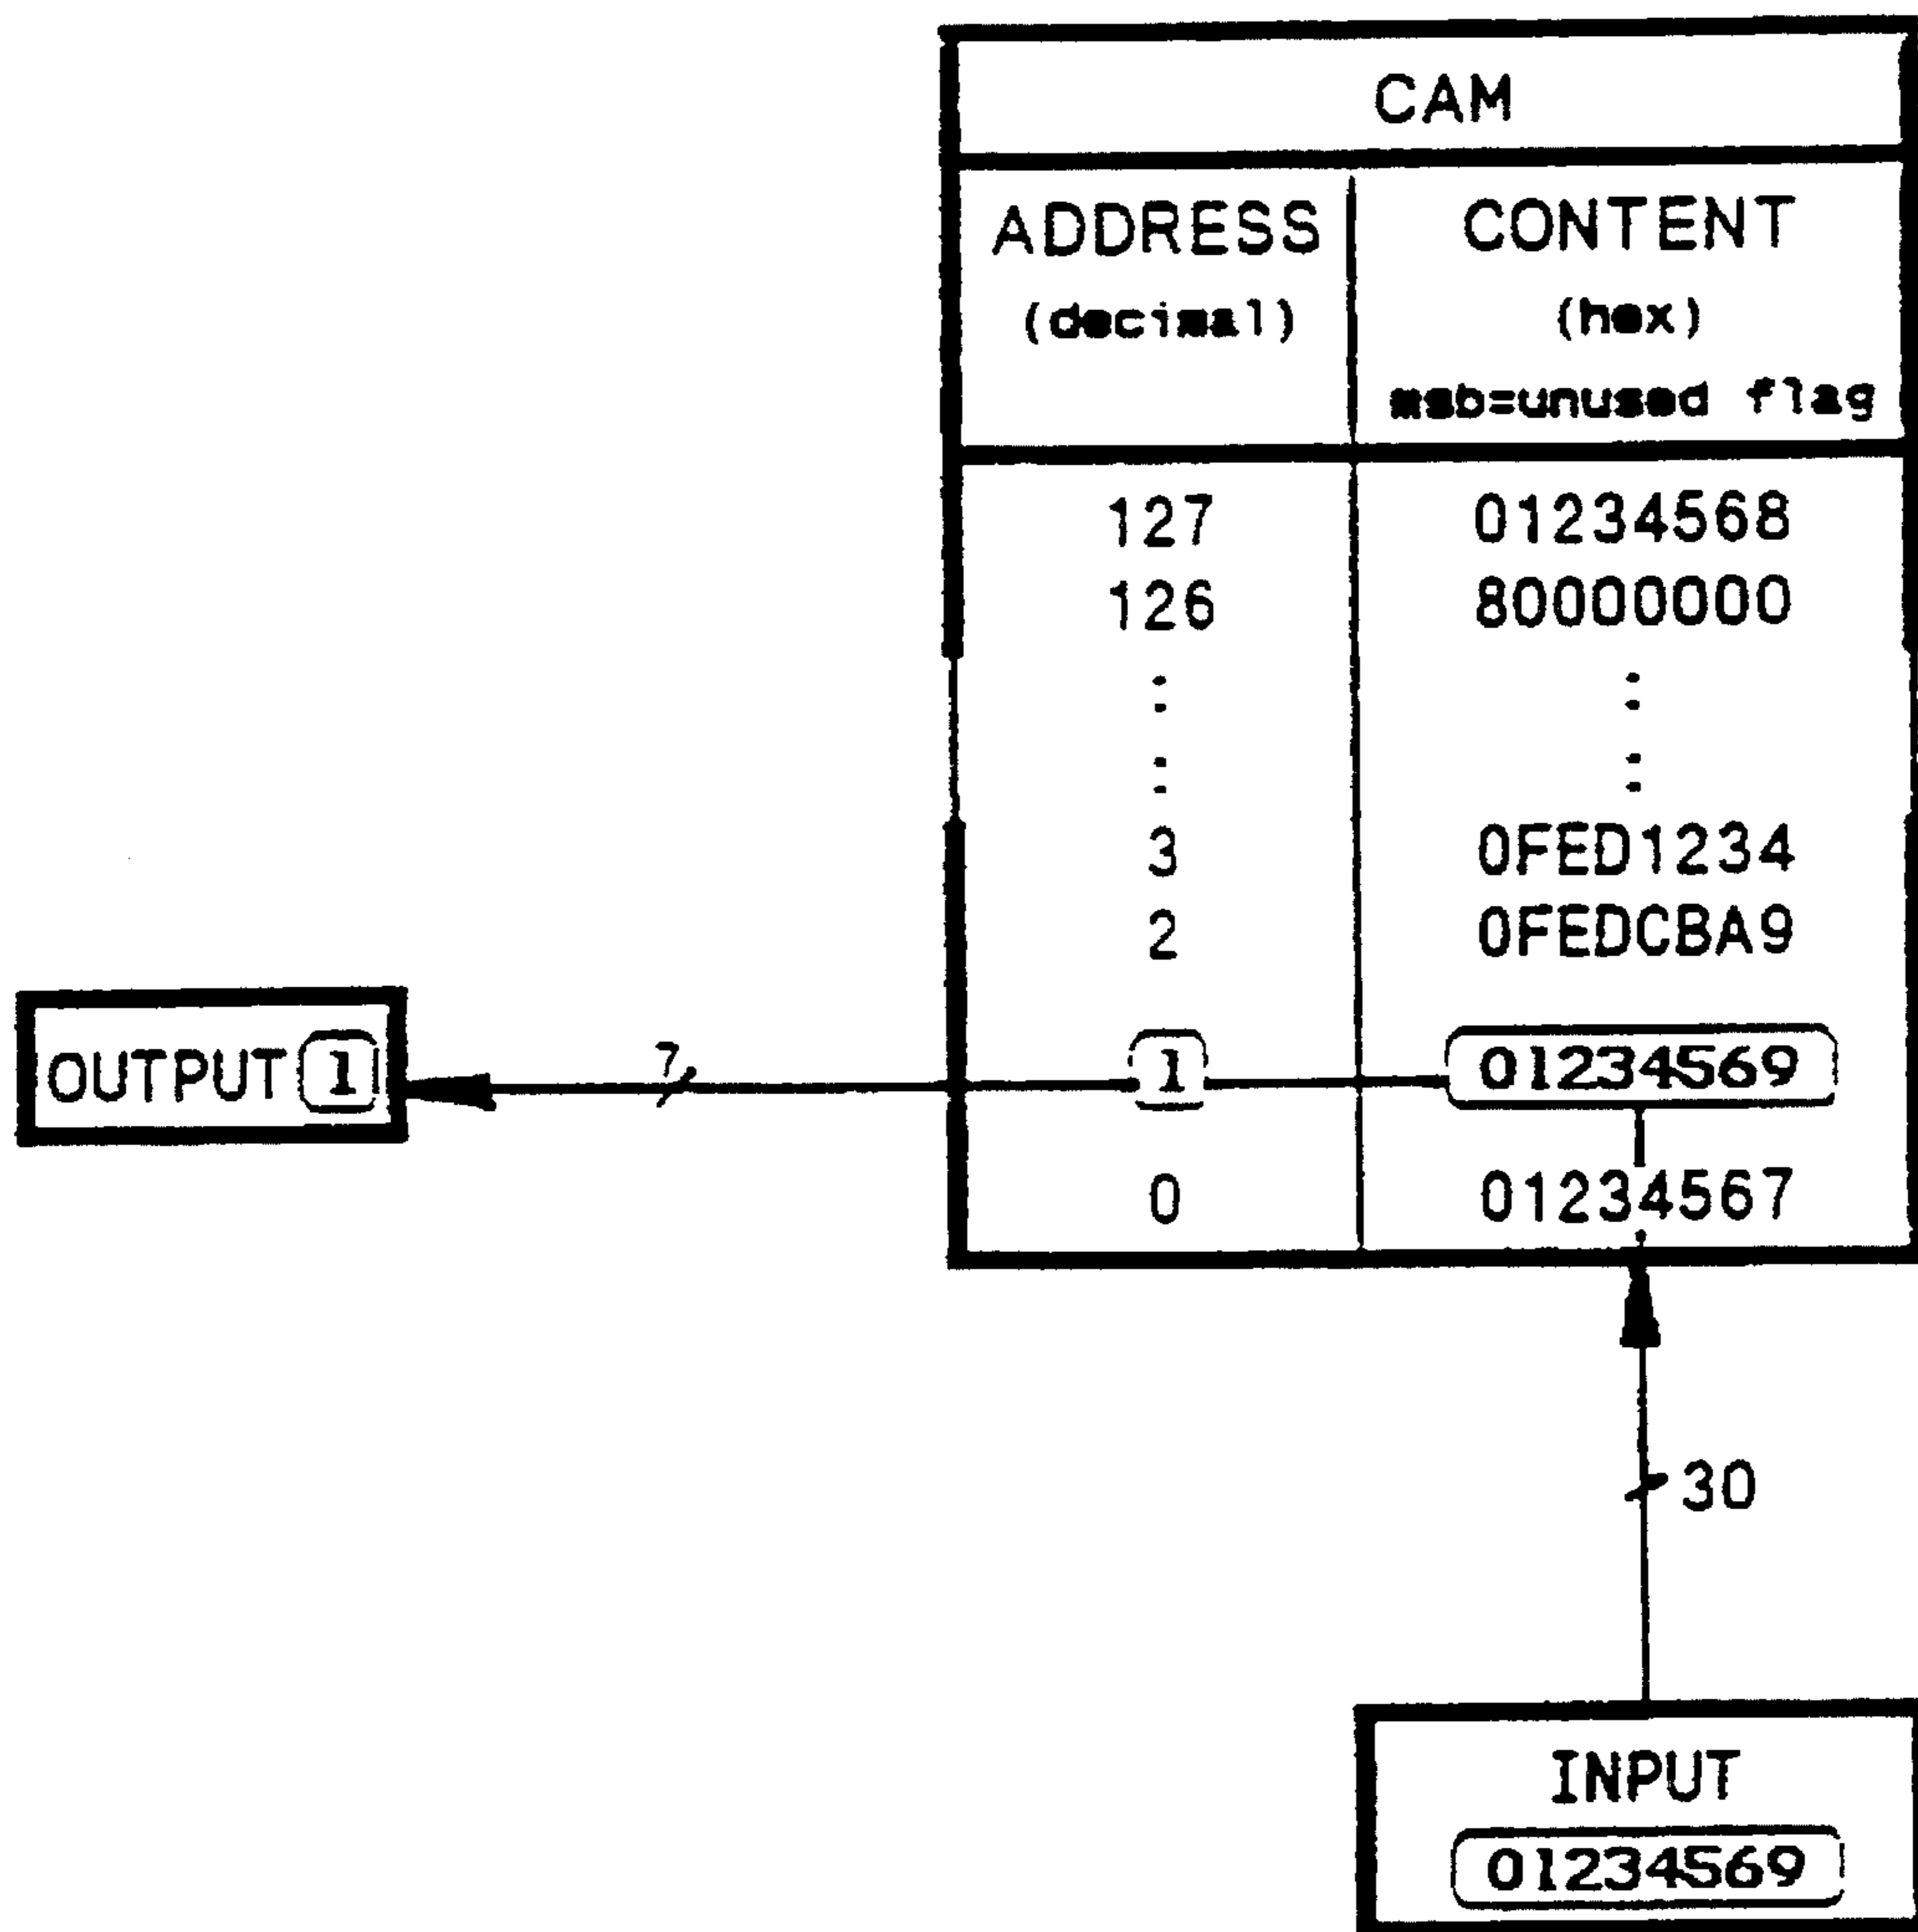 CAM
ADDRESS CONTENT
(decimal) (hex)
msb=unused flag
127 01234568
126 80000000
: :
: :
3 0FED1234
2 0FEDCBA9
OUTPUT 1 7 1 01234569
0 01234567
30
INPUT
01234569